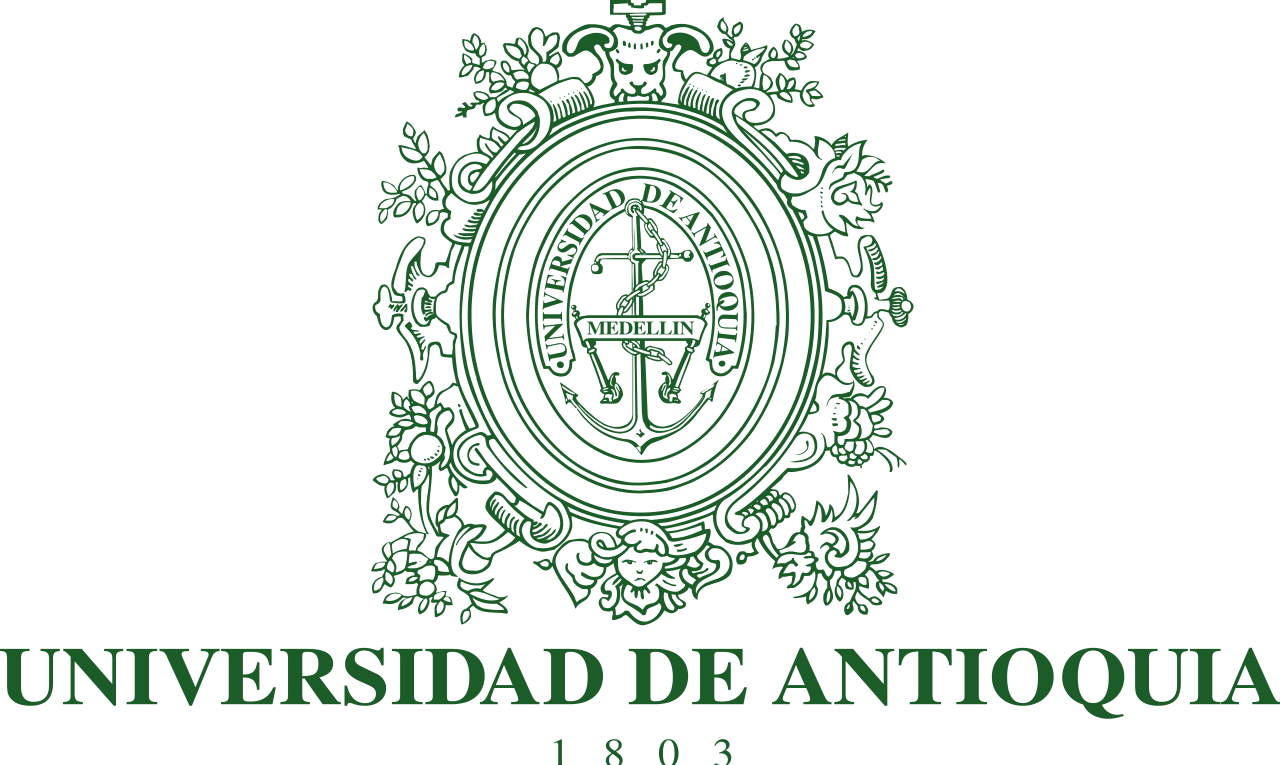 UNIVERSIDAD DE ANTIOQUIA
MEDELLIN
UNIVERSIDAD DE ANTIOQUIA
1803